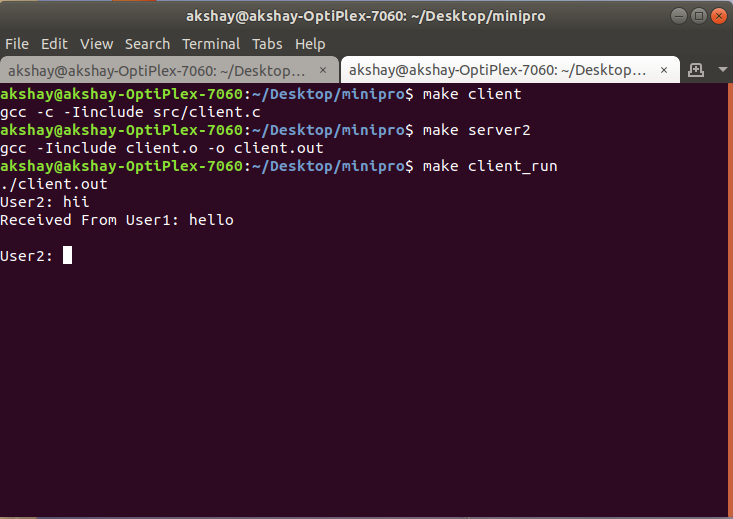 akshay@akshay-OptiPlex-7060: ~/Desktop/minipro
File Edit View Search Terminal Tabs Help
akshay@akshay-OptiPlex-7060: ~/Desktop... × akshay@akshay-OptiPlex-7060: ~/Desktop/m... ×
akshay@akshay-OptiPlex-7060:~/Desktop/minipro$ make client
gcc -c -Iinclude src/client.c
akshay@akshay-OptiPlex-7060:~/Desktop/minipro$ make server2
gcc -Iinclude client.o -o client.out
akshay@akshay-OptiPlex-7060:~/Desktop/minipro$ make client_run
./client.out
User2: hii
Received From User1: hello
User2: